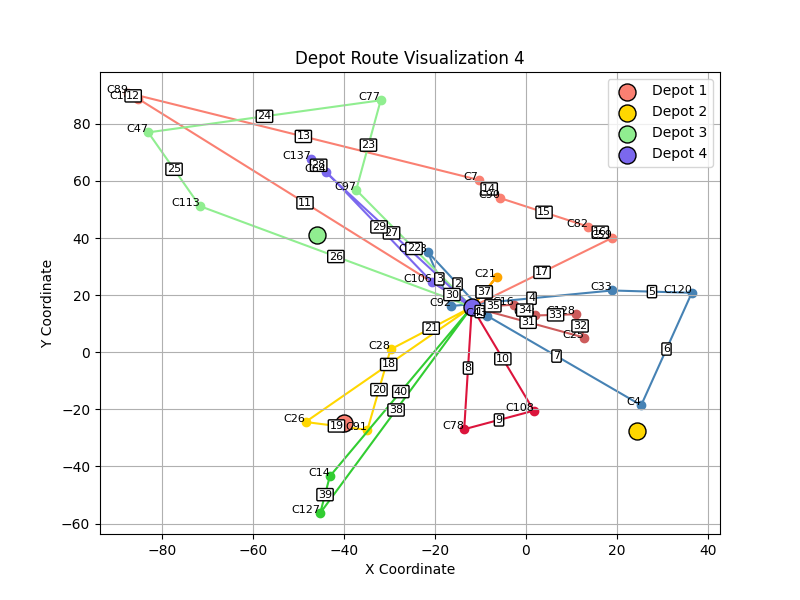 Depot Route Visualization 4
Depot 1
Depot 2
Depot 3
Depot 4
Y Coordinate
80
60
40
20
0
−20
−40
−60
−80
−60
−40
−20
0
20
40
X Coordinate
C89
12
C77
24
13
C47
23
C137
28
25
C7
14
C90
C97
C113
11
15
C82
16
29
27
22
26
17
C21
C106
3
2
37
30
C92
C16
35
4
C33
5
C120
34
33
C128
31
32
C25
21
C28
18
8
10
7
6
20
40
38
C4
C108
9
C78
C26
19
C91
C14
39
C127